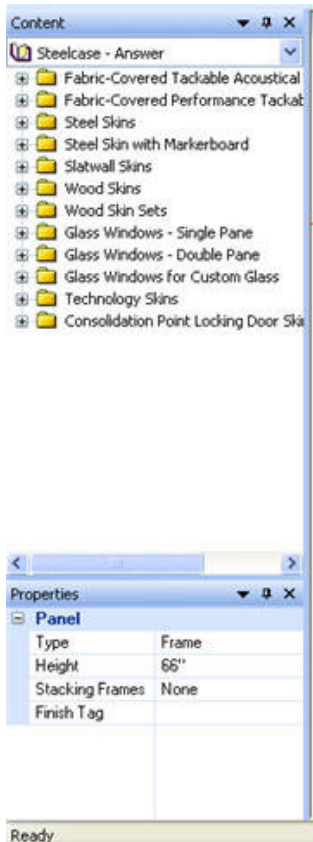 Content
Steelcase - Answer
Fabric-Covered Tackable Acoustical
Fabric-Covered Performance Tackab
Steel Skins
Steel Skin with Markerboard
Slatwall Skins
Wood Skins
Wood Skin Sets
Glass Windows - Single Pane
Glass Windows - Double Pane
Glass Windows for Custom Glass
Technology Skins
Consolidation Point Locking Door Ski
Properties
Panel
Type Frame
Height 66"
Stacking Frames None
Finish Tag
Ready